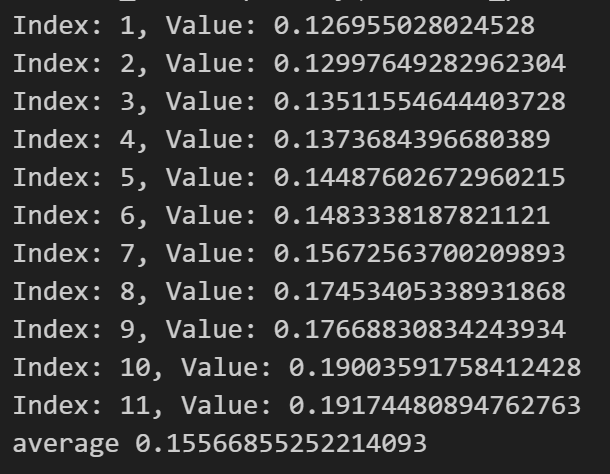 Index: 1, Value: 0.126955028024528
Index: 2, Value: 0.12997649282962304
Index: 3, Value: 0.13511554644403728
Index: 4, Value: 0.1373684396680389
Index: 5, Value: 0.14487602672960215
Index: 6, Value: 0.1483338187821121
Index: 7, Value: 0.15672563700209893
Index: 8, Value: 0.17453405338931868
Index: 9, Value: 0.17668830834243934
Index: 10, Value: 0.19003591758412428
Index: 11, Value: 0.19174480894762763
average 0.15566855252214093